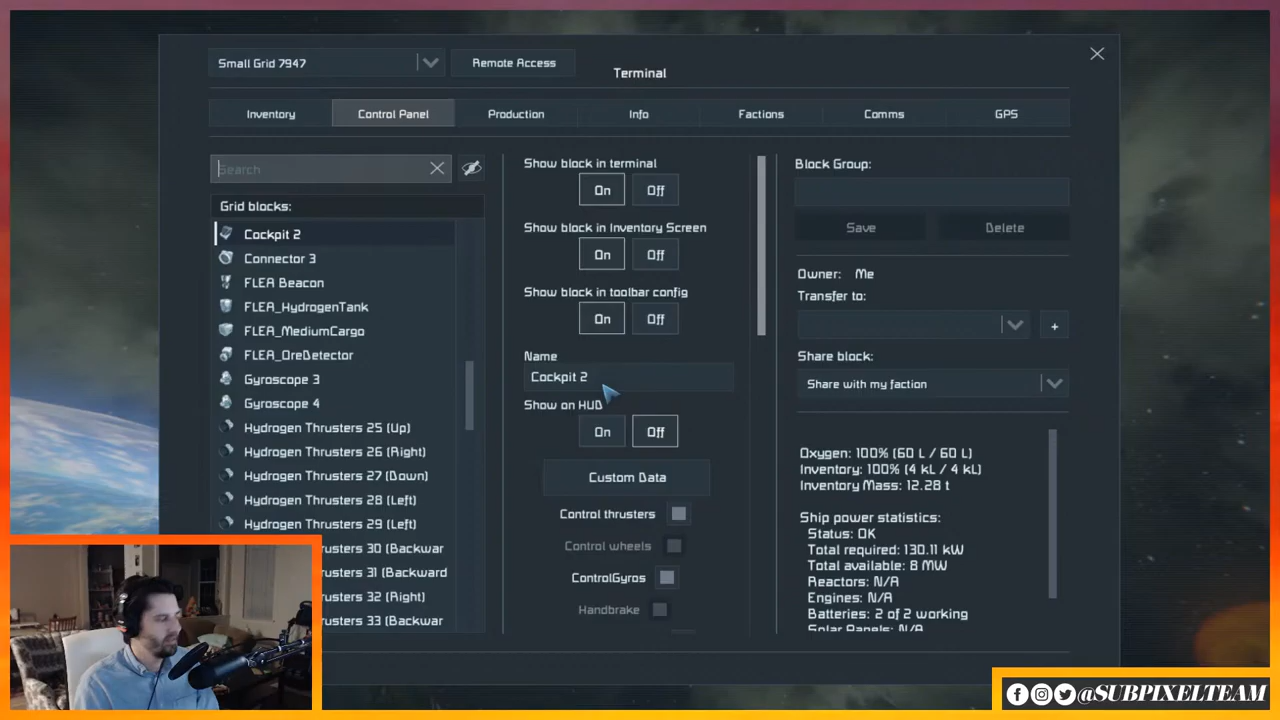 Small Grid 7947
Remote Access
Terminal
Inventory
Control Panel
Production
Info
Factions
Comms
GPS
Search
Grid blocks:
Cockpit 2
Connector 3
FLEA Beacon
FLEA_HydrogenTank
FLEA_MediumCargo
FLEA_OreDetector
Gyroscope 3
Gyroscope 4
Hydrogen Thrusters 25 (Up)
Hydrogen Thrusters 26 (Right)
Hydrogen Thrusters 27 (Down)
Hydrogen Thrusters 28 (Left)
Hydrogen Thrusters 29 (Left)
rusters 30 (Backwar
rusters 31 (Backward
rusters 32 (Right)
rusters 33 (Backwar
Show block in terminal
On Off
Show block in Inventory Screen
On Off
Show block in toolbar config
On Off
Name
Cockpit 2
Show on HUD
On Off
Custom Data
Control thrusters
Control wheels
ControlGyros
Handbrake
Block Group:
Save Delete
Owner: Me
Transfer to:
+
Share block:
Share with my faction
Oxygen: 100% (60 L / 60 L)
Inventory: 100% (4 kL / 4 kL)
Inventory Mass: 12.28 t
Ship power statistics:
Status: OK
Total required: 130.11 kW
Total available: 8 MW
Reactors: N/A
Engines: N/A
Batteries: 2 of 2 working
Solar Panels: N/A
@SUBPIXELTEAM